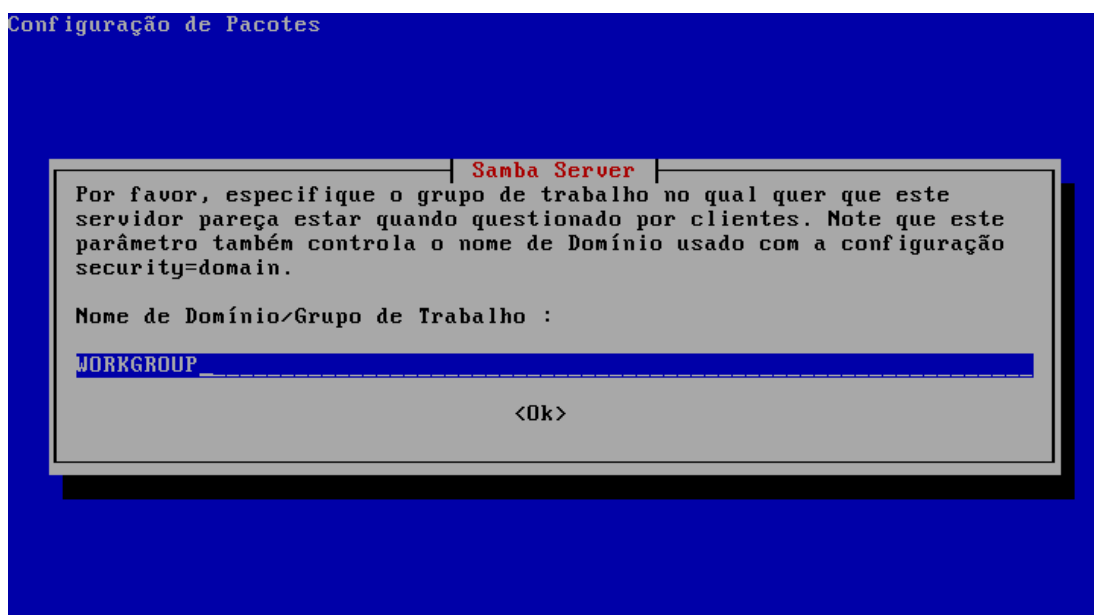 Configuração de Pacotes
Samba Server
Por favor, especifique o grupo de trabalho no qual quer que este
servidor pareça estar quando questionado por clientes. Note que este
parâmetro também controla o nome de Domínio usado com a configuração
security=domain.
Nome de Domínio/Grupo de Trabalho :
WORKGROUP
<Ok>